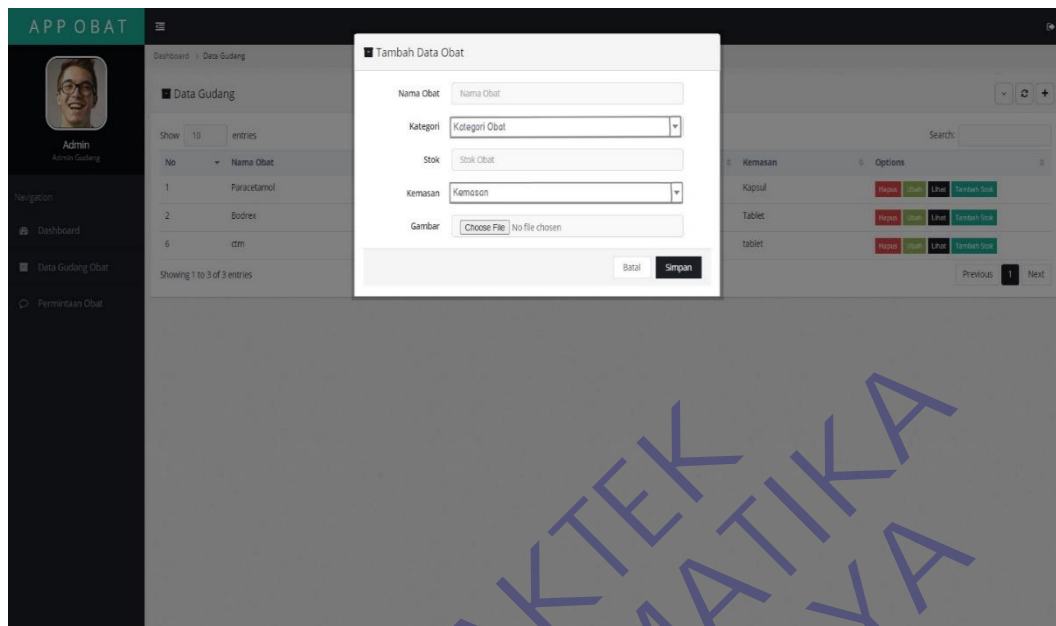 APP OBAT
Admin
Admin Gudang
Navigation
Dashboard
Data Gudang Obat
Permintaan Obat
Dashboard > Data Gudang
Data Gudang
Show 10 entries
Search:
No Nama Obat Kemasan Options
1 Paracetamol Kapsul Hapus Ubah Lihat Tambah Stok
2 Bodrex Tablet Hapus Ubah Lihat Tambah Stok
6 ctm tablet Hapus Ubah Lihat Tambah Stok
Showing 1 to 3 of 3 entries
Previous 1 Next
Tambah Data Obat
Nama Obat Nama Obat
Kategori Kategori Obat
Stok Stok Obat
Kemasan Kemasan
Gambar Choose File No file chosen
Batal Simpan